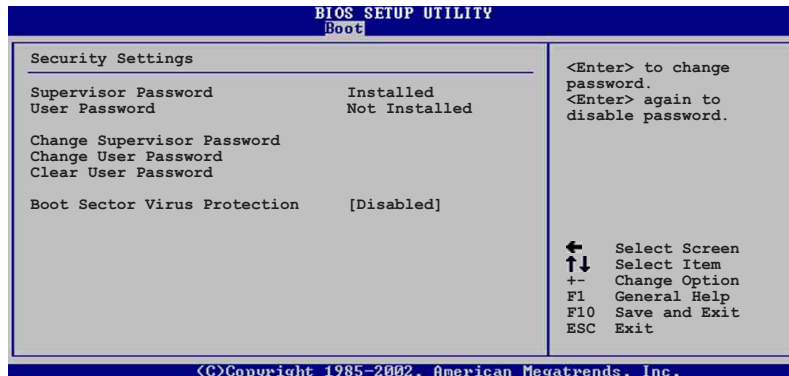 BIOS SETUP UTILITY
Boot
Security Settings
Supervisor Password Installed
User Password Not Installed
Change Supervisor Password
Change User Password
Clear User Password
Boot Sector Virus Protection [Disabled]
<Enter> to change
password.
<Enter> again to
disable password.
← Select Screen
↑↓ Select Item
+- Change Option
F1 General Help
F10 Save and Exit
ESC Exit
(C)Copyright 1985-2002, American Megatrends, Inc.